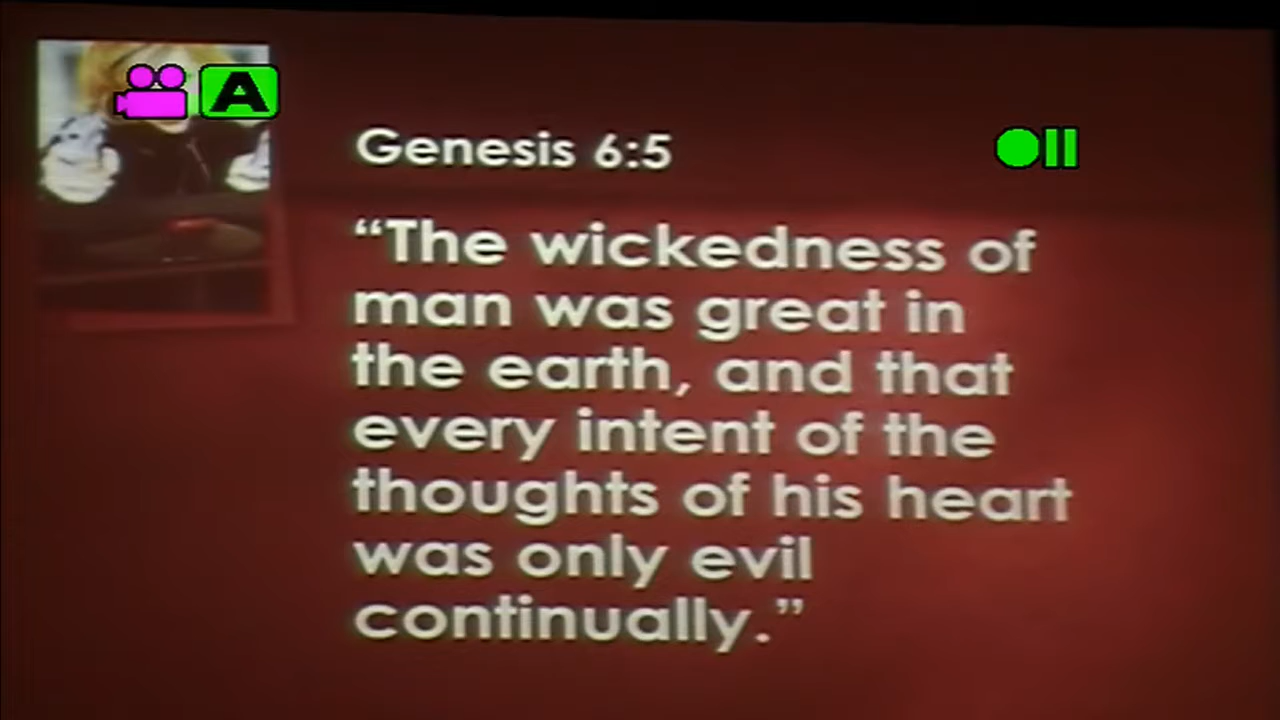 A
Genesis 6:5
“The wickedness of
man was great in
the earth, and that
every intent of the
thoughts of his heart
was only evil
continually.”